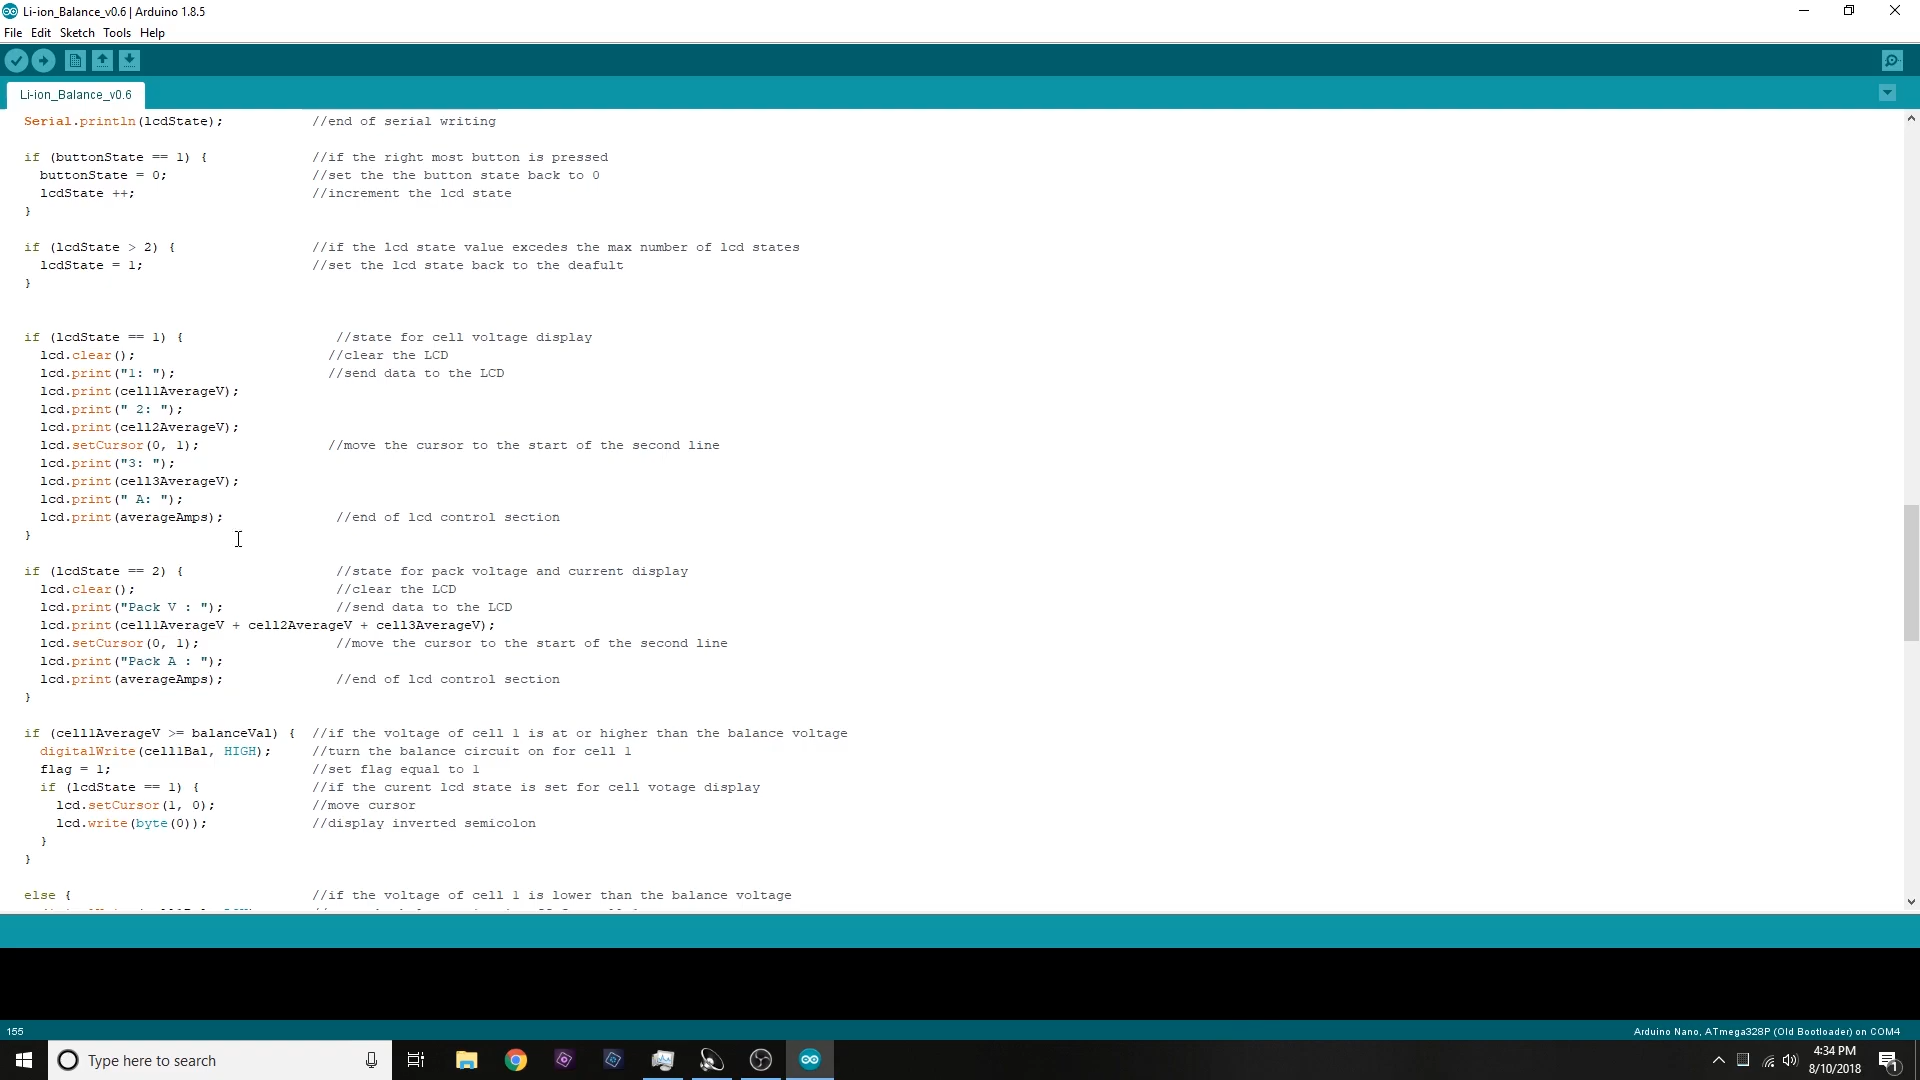 Li-ion_Balance_v0.6 | Arduino 1.8.5
File Edit Sketch Tools Help
Li-ion_Balance_v0.6
Serial.println(lcdState); //end of serial writing
if (buttonState == 1) { //if the right most button is pressed
buttonState = 0; //set the the button state back to 0
lcdState ++; //increment the lcd state
}
if (lcdState > 2) { //if the lcd state value excedes the max number of lcd states
lcdState = 1; //set the lcd state back to the deafult
}
if (lcdState == 1) { //state for cell voltage display
lcd.clear(); //clear the LCD
lcd.print("1: "); //send data to the LCD
lcd.print(cell1AverageV);
lcd.print(" 2: ");
lcd.print(cell2AverageV);
lcd.setCursor(0, 1); //move the cursor to the start of the second line
lcd.print("3: ");
lcd.print(cell3AverageV);
lcd.print(" A: ");
lcd.print(averageAmps); //end of lcd control section
}
if (lcdState == 2) { //state for pack voltage and current display
lcd.clear(); //clear the LCD
lcd.print("Pack V : "); //send data to the LCD
lcd.print(cell1AverageV + cell2AverageV + cell3AverageV);
lcd.setCursor(0, 1); //move the cursor to the start of the second line
lcd.print("Pack A : ");
lcd.print(averageAmps); //end of lcd control section
}
if (cell1AverageV >= balanceVal) { //if the voltage of cell 1 is at or higher than the balance voltage
digitalWrite(cell1Bal, HIGH); //turn the balance circuit on for cell 1
flag = 1; //set flag equal to 1
if (lcdState == 1) { //if the curent lcd state is set for cell votage display
lcd.setCursor(1, 0); //move cursor
lcd.write(byte(0)); //display inverted semicolon
}
}
else { //if the voltage of cell 1 is lower than the balance voltage
155
Arduino Nano, ATmega328P (Old Bootloader) on COM4
Type here to search
4:34 PM
8/10/2018
1